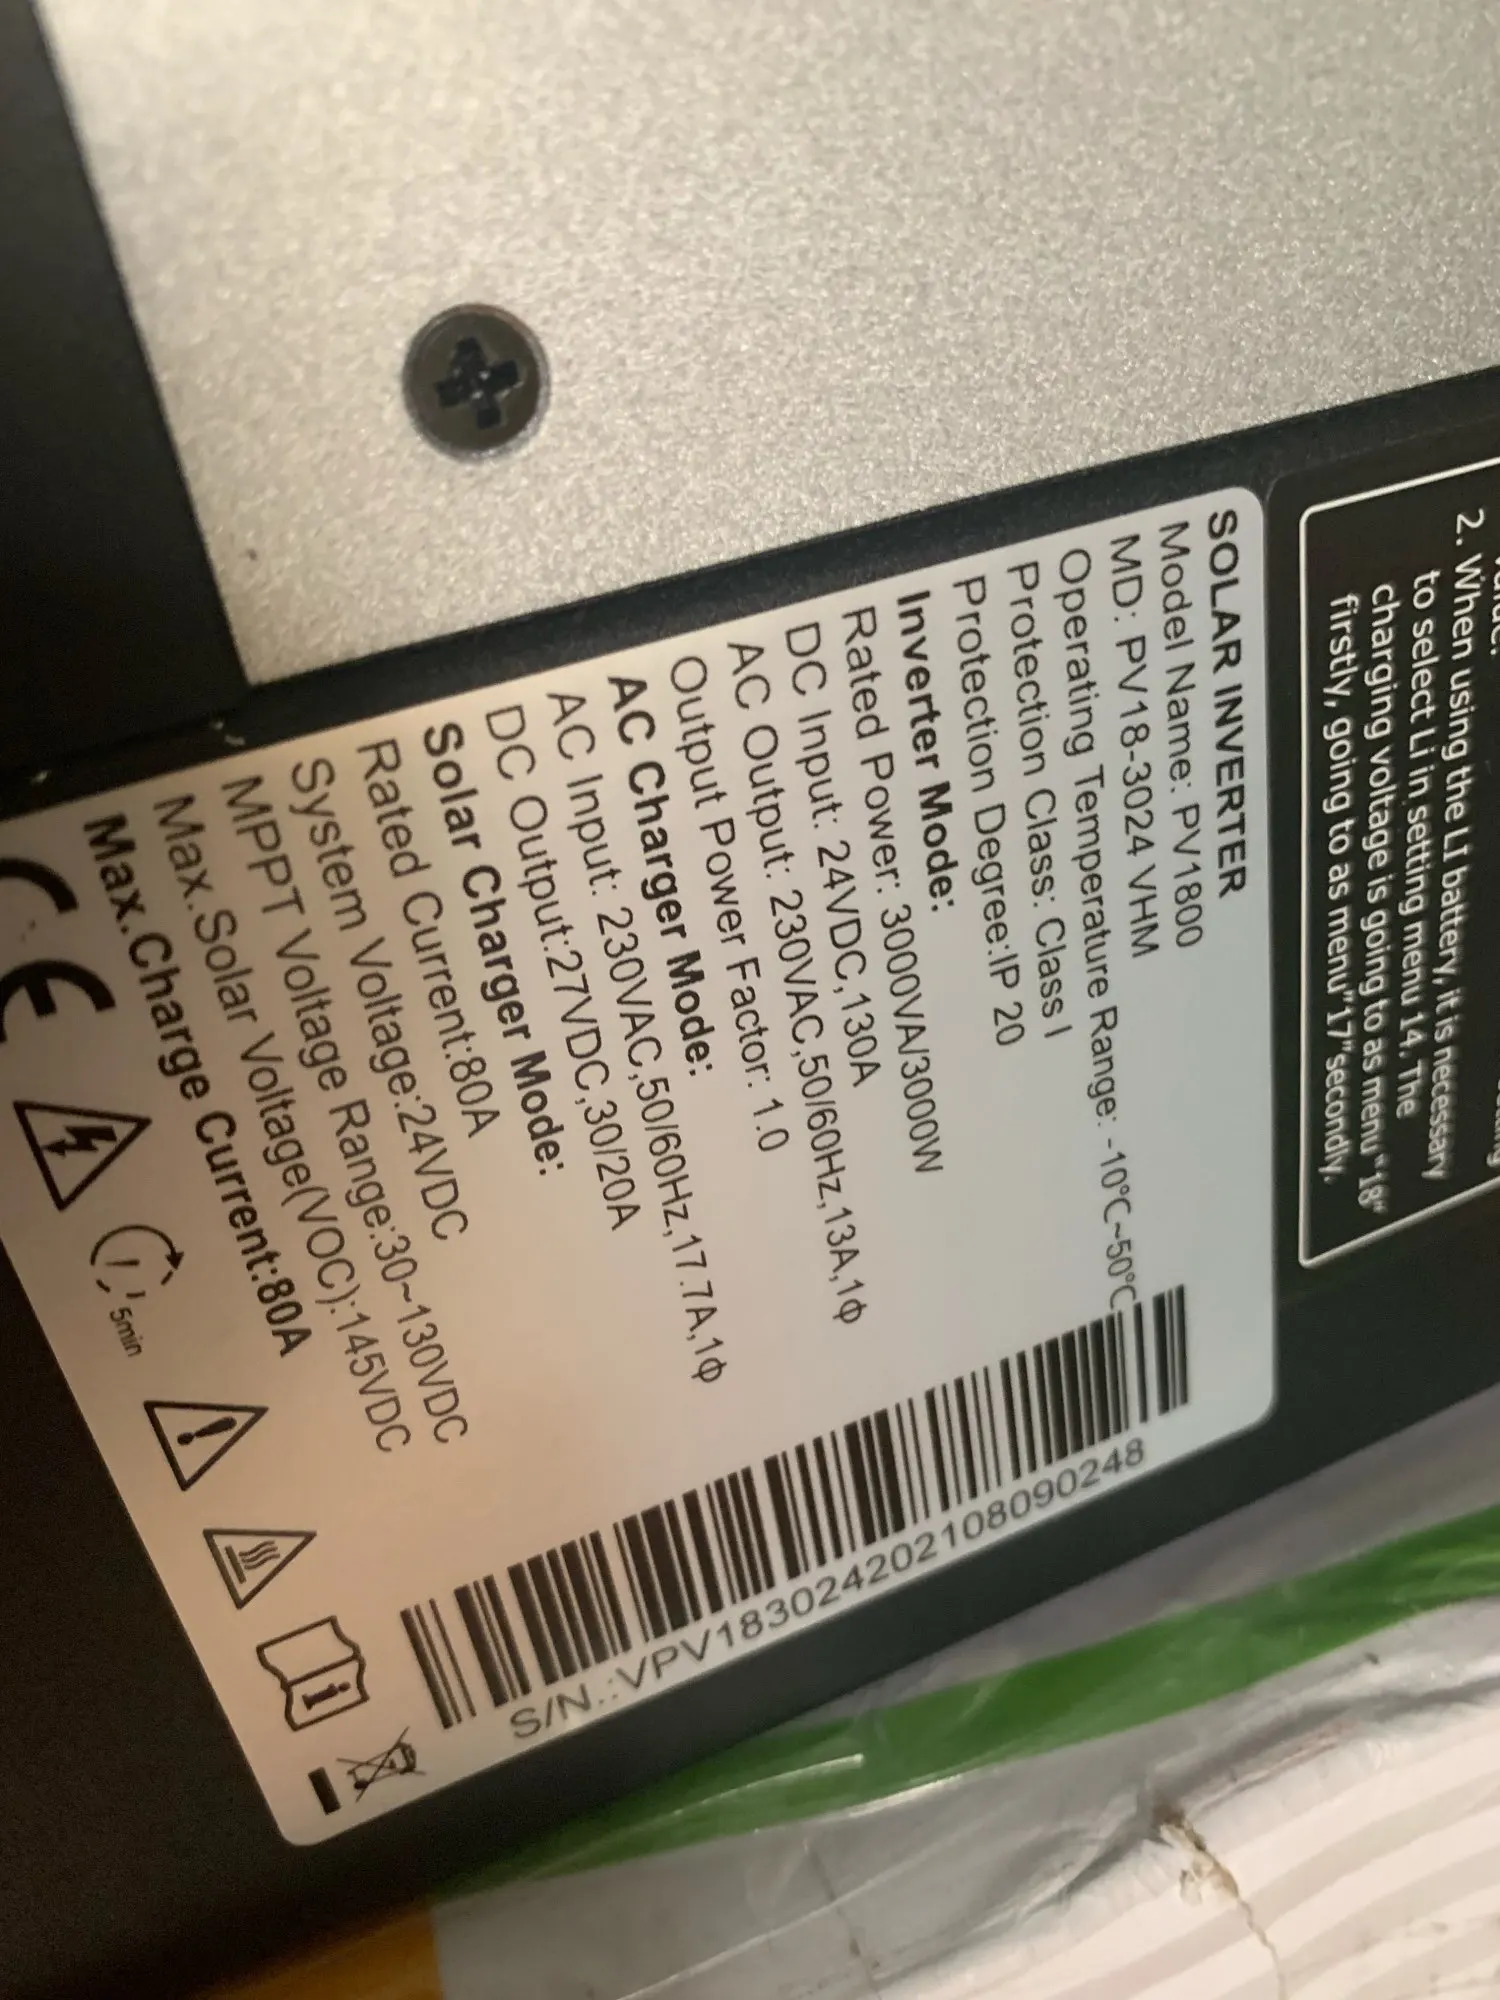 2. When using the LI battery, it is necessary
to select Li in setting menu 14. The
charging voltage is going to as menu "18"
firstly, going to as menu"17"secondly.
SOLAR INVERTER
Model Name: PV1800
MD: PV18-3024 VHM
Operating Temperature Range: -10°C~50°C
Protection Class: Class I
Protection Degree:IP 20
Inverter Mode:
Rated Power: 3000VA/3000W
DC Input: 24VDC,130A
AC Output: 230VAC,50/60Hz,13A,1Φ
Output Power Factor: 1.0
AC Charger Mode:
AC Input: 230VAC,50/60Hz,17.7A,1Φ
DC Output:27VDC,30/20A
Solar Charger Mode:
Rated Current:80A
System Voltage:24VDC
MPPT Voltage Range:30~130VDC
Max.Solar Voltage(VOC):145VDC
Max.Charge Current:80A
CE
5min
S/N.:VPV183024202108090248